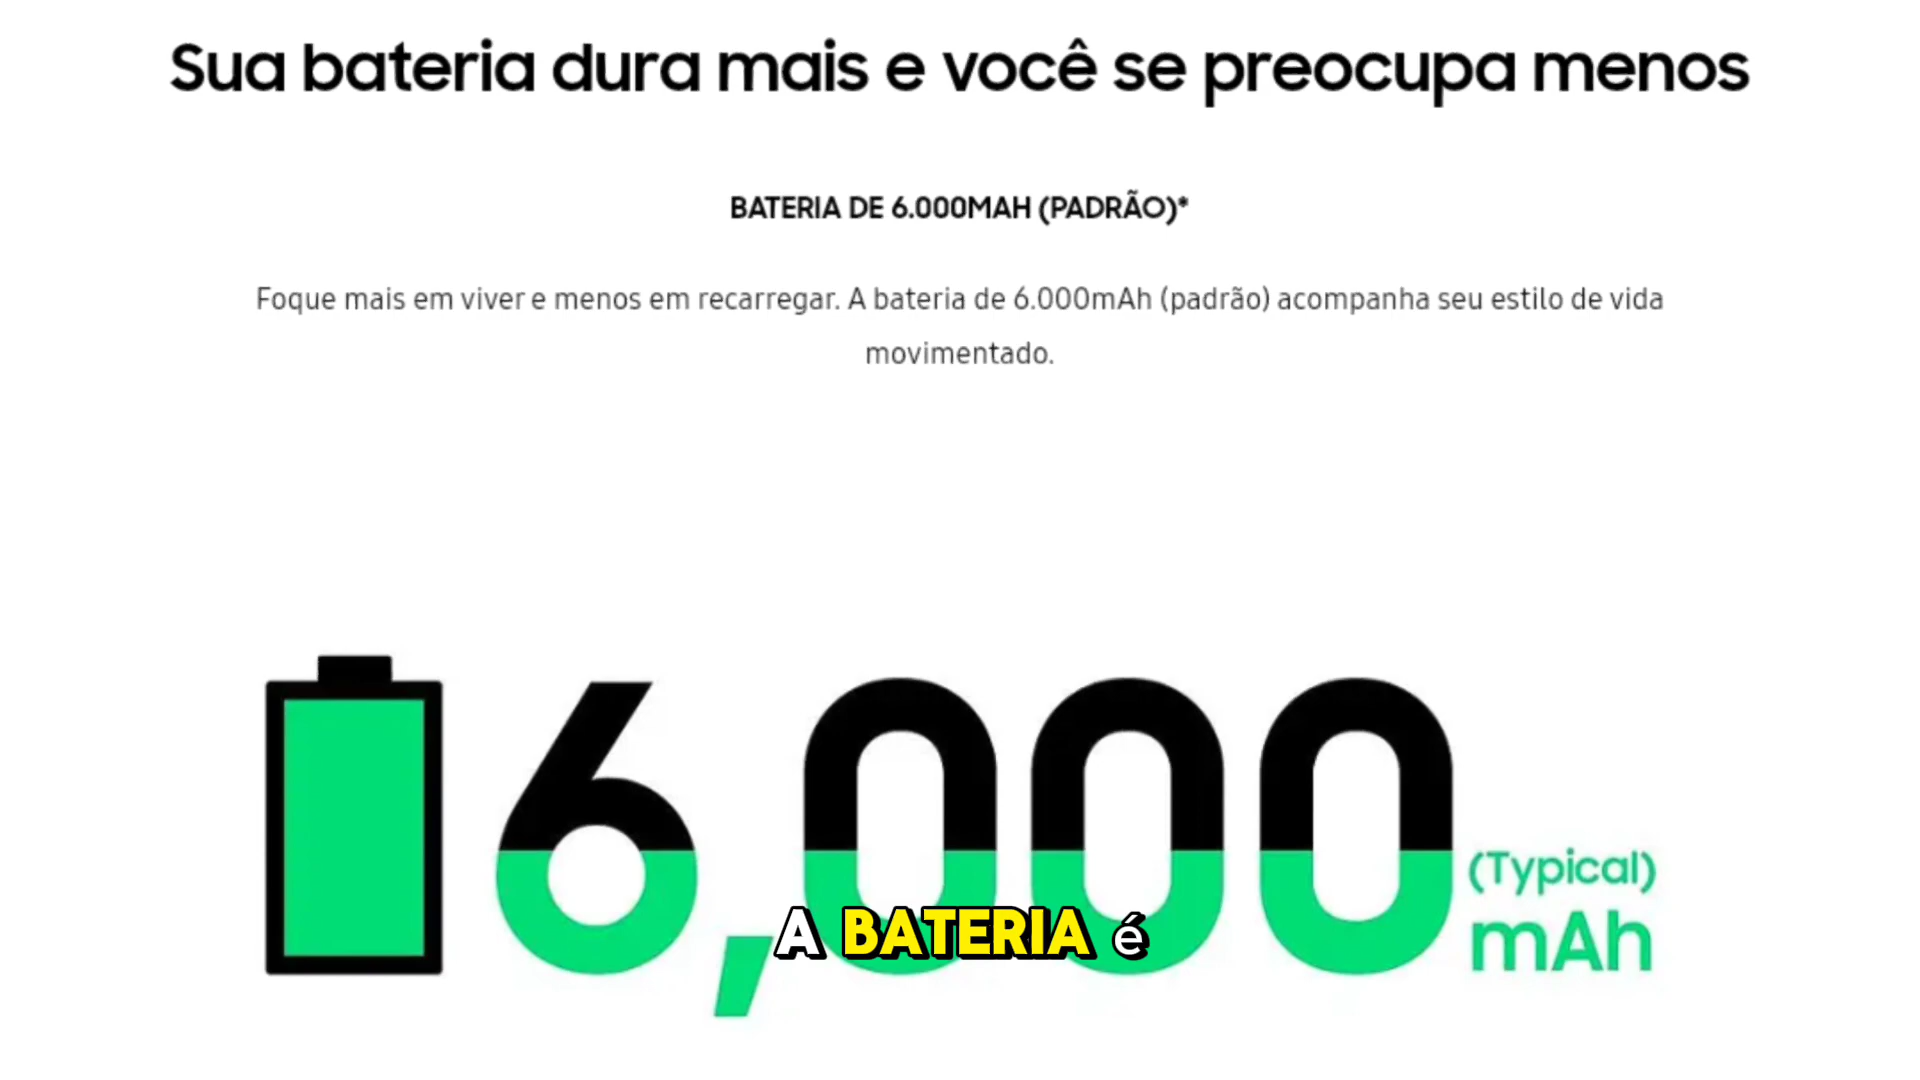 Sua bateria dura mais e você se preocupa menos
BATERIA DE 6.000MAH (PADRÃO)*
Foque mais em viver e menos em recarregar. A bateria de 6.000mAh (padrão) acompanha seu estilo de vida
movimentado.
6,000 (Typical) mAh
A BATERIA é